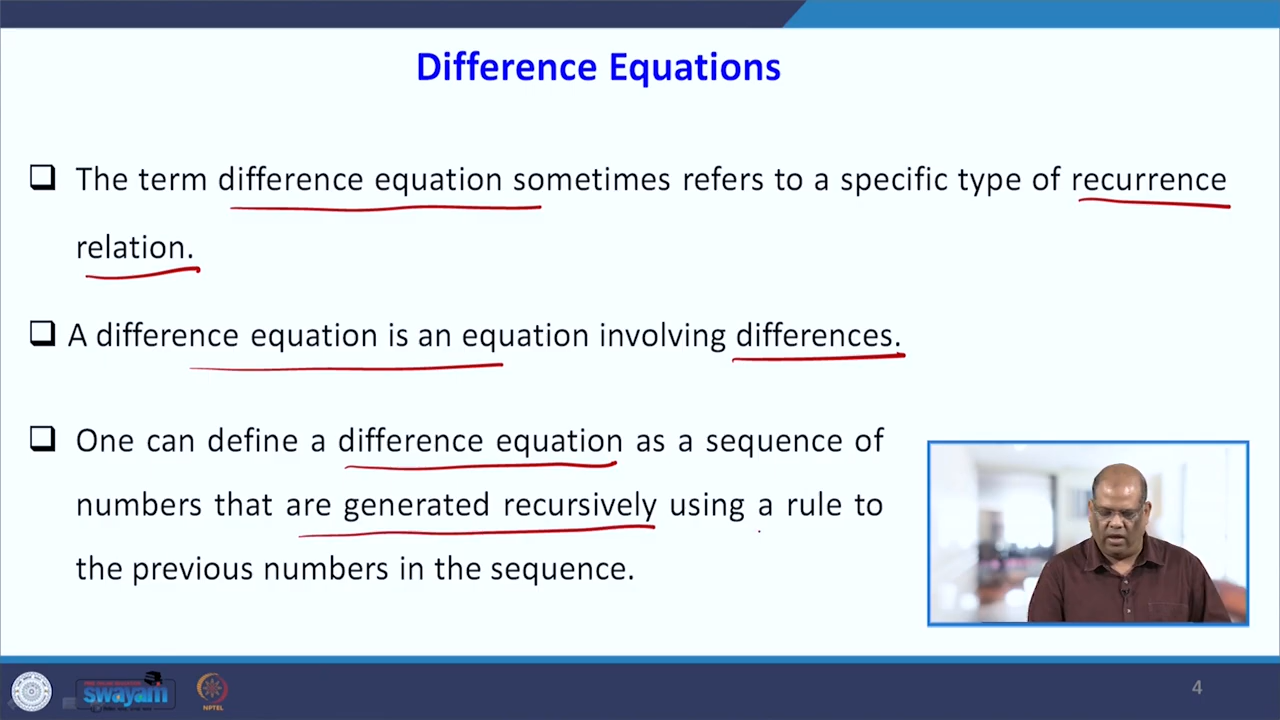 Difference Equations
❑ The term difference equation sometimes refers to a specific type of recurrence
relation.
❑ A difference equation is an equation involving differences.
❑ One can define a difference equation as a sequence of
numbers that are generated recursively using a rule to
the previous numbers in the sequence.
swayam
NPTEL
4